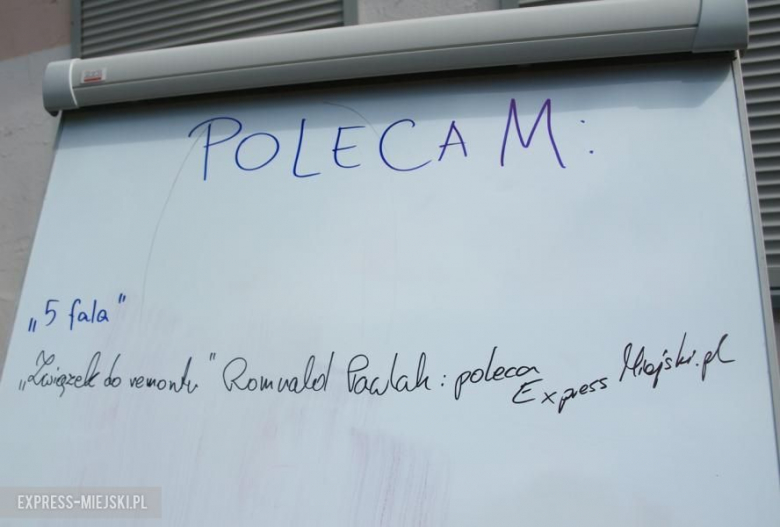 POLECAM:
„5 fala”
„Związek do remontu” Romuald Pawlak: poleca Express Miejski.pl
EXPRESS-MIEJSKI.PL